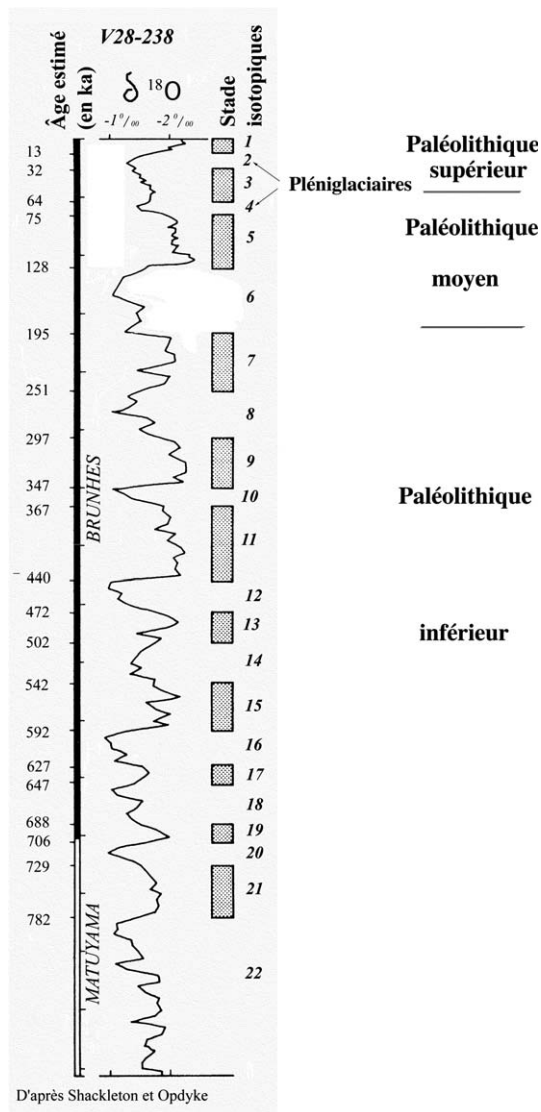 V28-238
Âge estimé
(en ka)
δ 18O
-1°/oo -2°/oo
Stade
isotopiques
1
13
2
32
3
64
4
75
5
128
6
195
7
251
8
297
9
347
10
367
11
440
12
472
13
502
14
542
15
592
16
627
17
647
18
688
19
706
20
729
21
782
22
BRUNHES
MATUYAMA
Pléniglaciaires
Paléolithique
supérieur
Paléolithique
moyen
Paléolithique
inférieur
D'après Shackleton et Opdyke